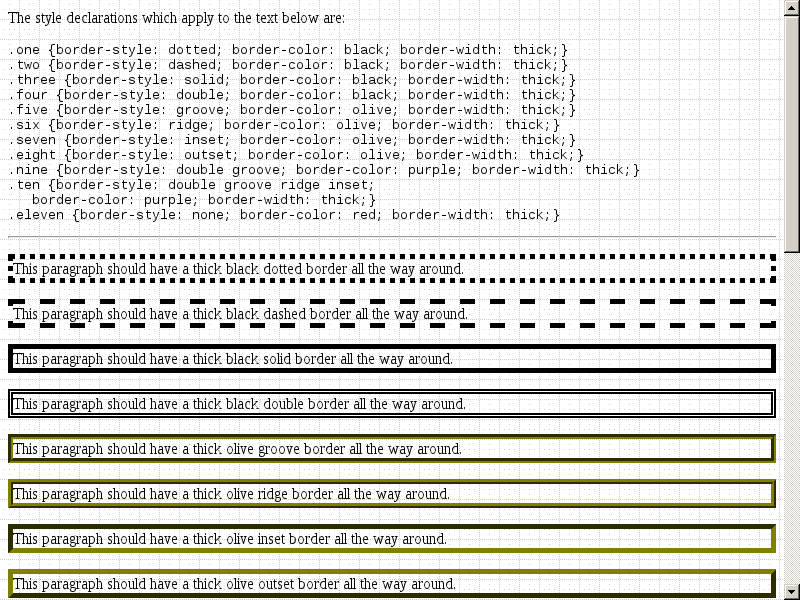 The style declarations which apply to the text below are:
.one {border-style: dotted; border-color: black; border-width: thick;}
.two {border-style: dashed; border-color: black; border-width: thick;}
.three {border-style: solid; border-color: black; border-width: thick;}
.four {border-style: double; border-color: black; border-width: thick;}
.five {border-style: groove; border-color: olive; border-width: thick;}
.six {border-style: ridge; border-color: olive; border-width: thick;}
.seven {border-style: inset; border-color: olive; border-width: thick;}
.eight {border-style: outset; border-color: olive; border-width: thick;}
.nine {border-style: double groove; border-color: purple; border-width: thick;}
.ten {border-style: double groove ridge inset;
   border-color: purple; border-width: thick;}
.eleven {border-style: none; border-color: red; border-width: thick;}
This paragraph should have a thick black dotted border all the way around.
This paragraph should have a thick black dashed border all the way around.
This paragraph should have a thick black solid border all the way around.
This paragraph should have a thick black double border all the way around.
This paragraph should have a thick olive groove border all the way around.
This paragraph should have a thick olive ridge border all the way around.
This paragraph should have a thick olive inset border all the way around.
This paragraph should have a thick olive outset border all the way around.